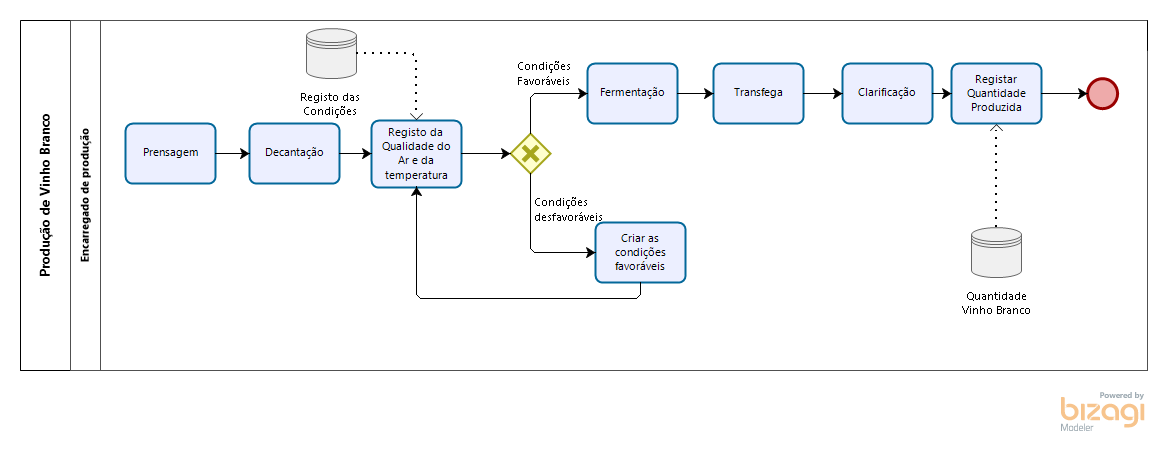 Produção de Vinho Branco
Encarregado de produção
Registo das
Condições
Prensagem
Decantação
Registo da
Qualidade do
Ar e da
temperatura
Condições
Favoráveis
Condições
desfavoráveis
Criar as
condições
favoráveis
Fermentação
Transfega
Clarificação
Registar
Quantidade
Produzida
Quantidade
Vinho Branco
Powered by
bizagi
Modeler